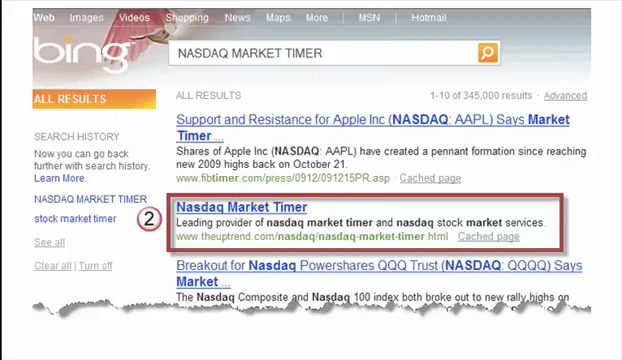 Web Images Videos Shopping News Maps More | MSN | Hotmail
bing
NASDAQ MARKET TIMER
ALL RESULTS
ALL RESULTS 1-10 of 345,000 results · Advanced
Support and Resistance for Apple Inc (NASDAQ: AAPL) Says Market
Timer ...
Shares of Apple Inc (NASDAQ: AAPL) have created a pennant formation since reaching
new 2009 highs back on October 21.
www.fibtimer.com/press/0912/091215PR.asp · Cached page
SEARCH HISTORY
Now you can go back
further with search history.
Learn More.
NASDAQ MARKET TIMER
stock market timer
See all
Clear all | Turn off
2
Nasdaq Market Timer
Leading provider of nasdaq market timer and nasdaq stock market services.
www.theuptrend.com/nasdaq/nasdaq-market-timer.html · Cached page
Breakout for Nasdaq Powershares QQQ Trust (NASDAQ: QQQQ) Says
Market ...
The Nasdaq Composite and Nasdaq 100 index both broke out to new rally highs on